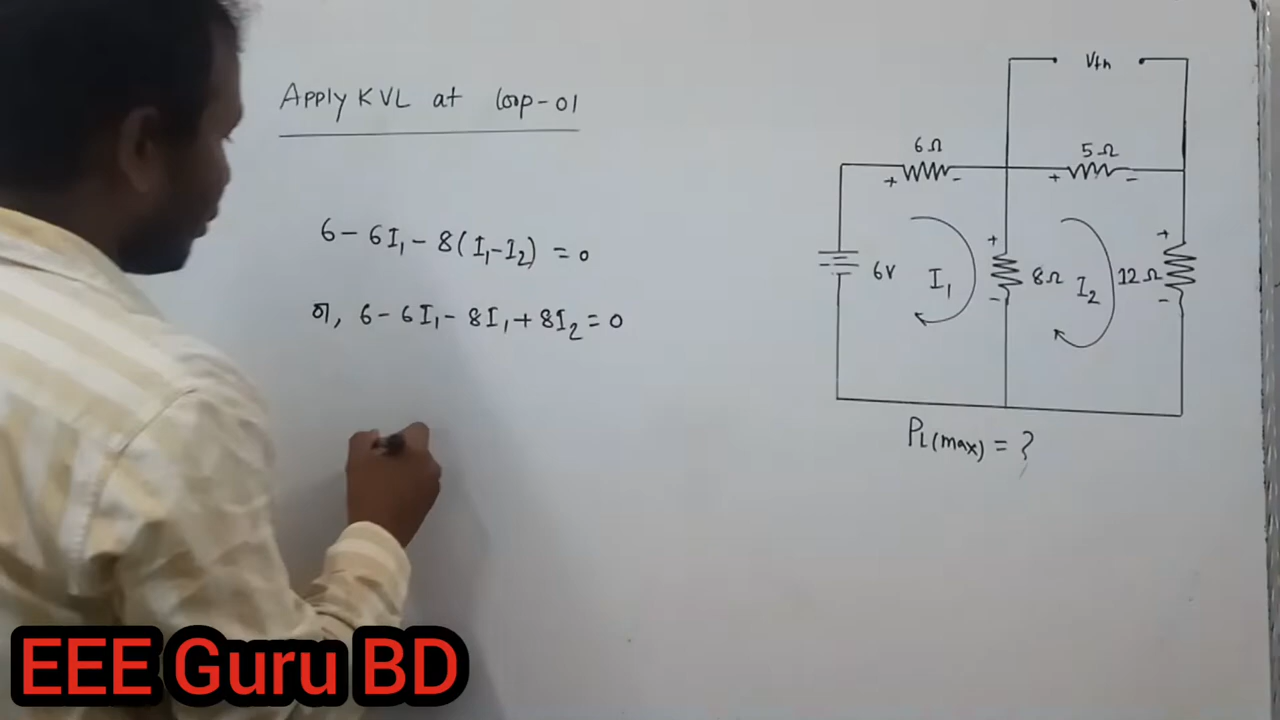 Apply KVL at loop-01
6 - 6I₁ - 8(I₁-I₂) = 0
বা, 6 - 6I₁ - 8I₁ + 8I₂ = 0
Vth
6Ω
5Ω
+ -
+ -
6V
I₁
+
8Ω
-
I₂
12Ω
+
-
PL(max) = ?
EEE Guru BD